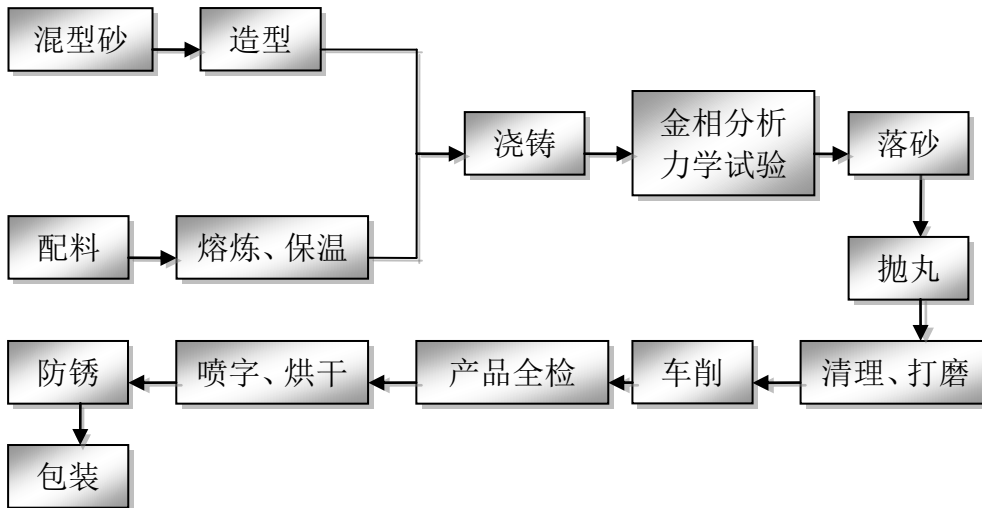 混型砂
造型
浇铸
金相分析
力学试验
落砂
配料
熔炼、保温
抛丸
防锈
喷字、烘干
产品全检
车削
清理、打磨
包装